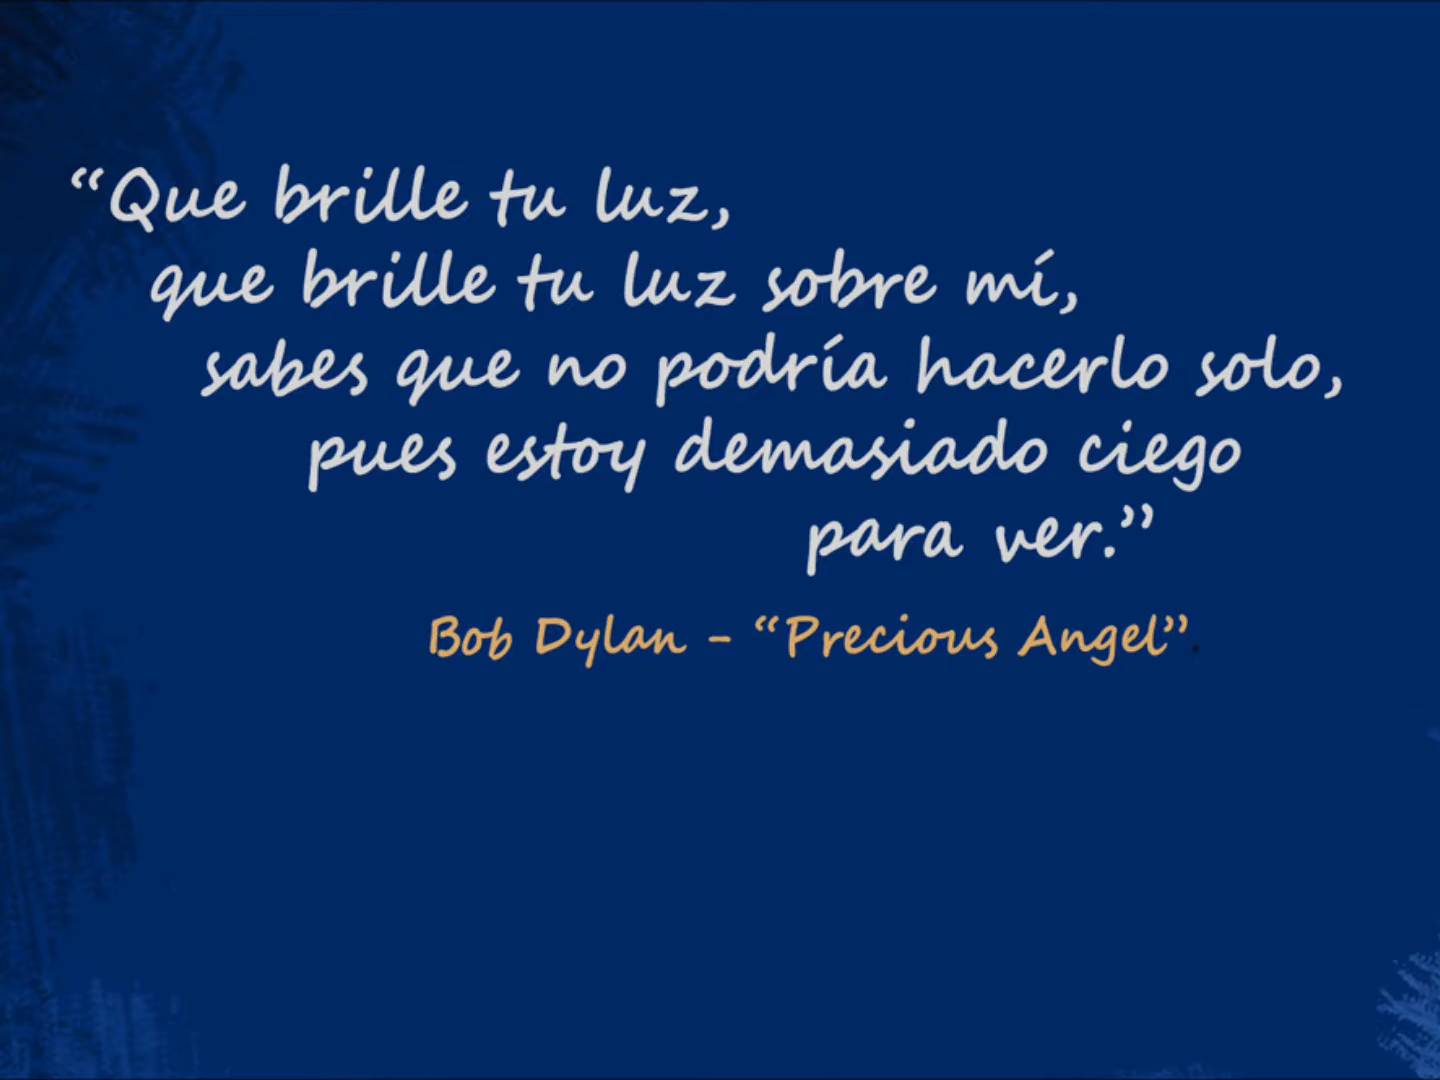 “Que brille tu luz,
que brille tu luz sobre mí,
sabes que no podría hacerlo solo,
pues estoy demasiado ciego
para ver.”
Bob Dylan - “Precious Angel”.